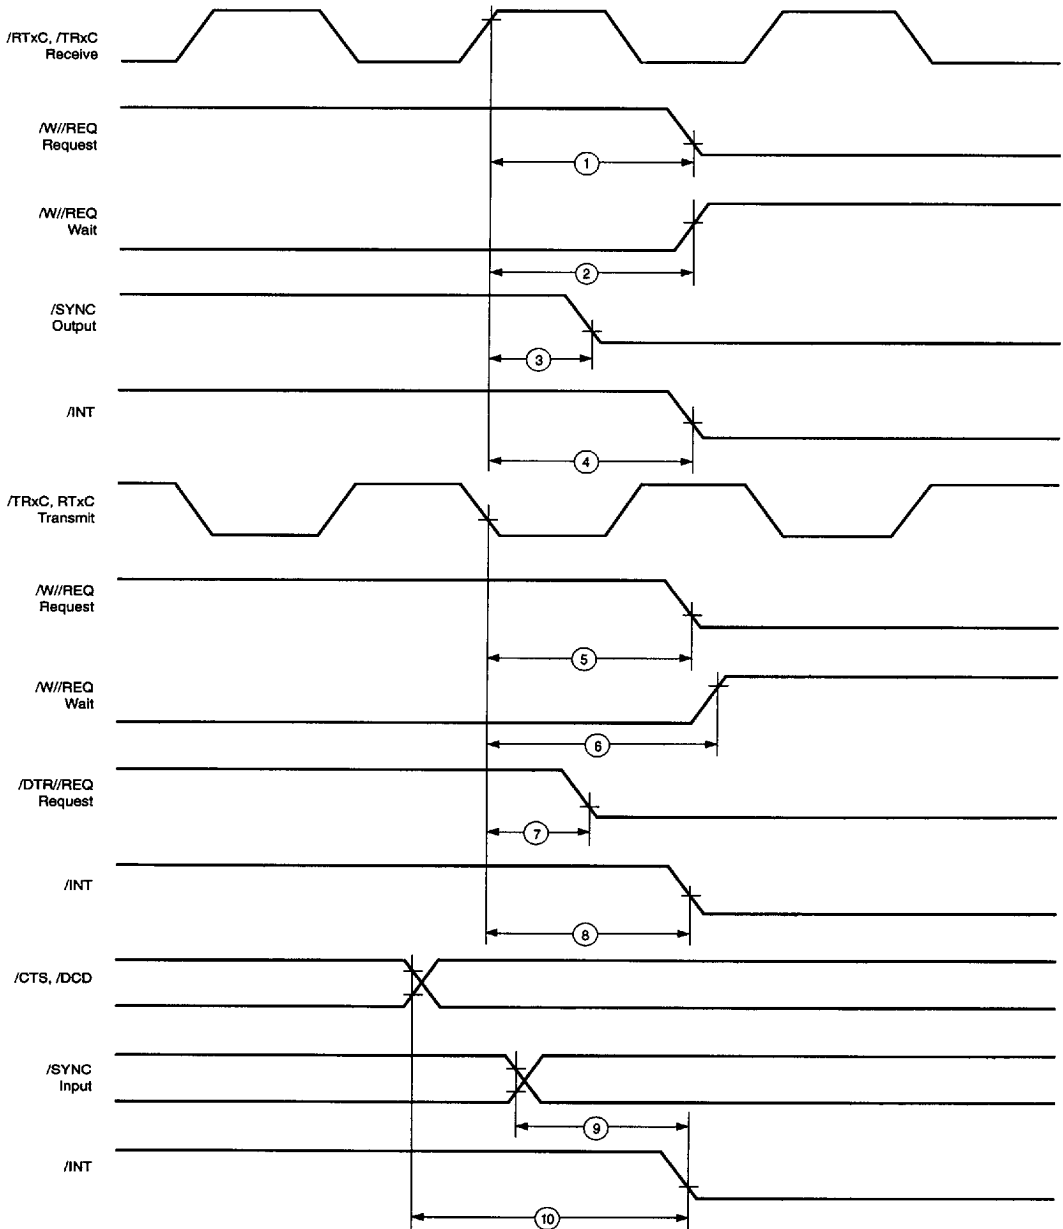 /RTxC, /TRxC
Receive
/W//REQ
Request
1
/W//REQ
Wait
2
/SYNC
Output
3
/INT
4
/TRxC, RTxC
Transmit
/W//REQ
Request
5
/W//REQ
Wait
6
/DTR//REQ
Request
7
/INT
8
/CTS, /DCD
/SYNC
Input
9
/INT
10